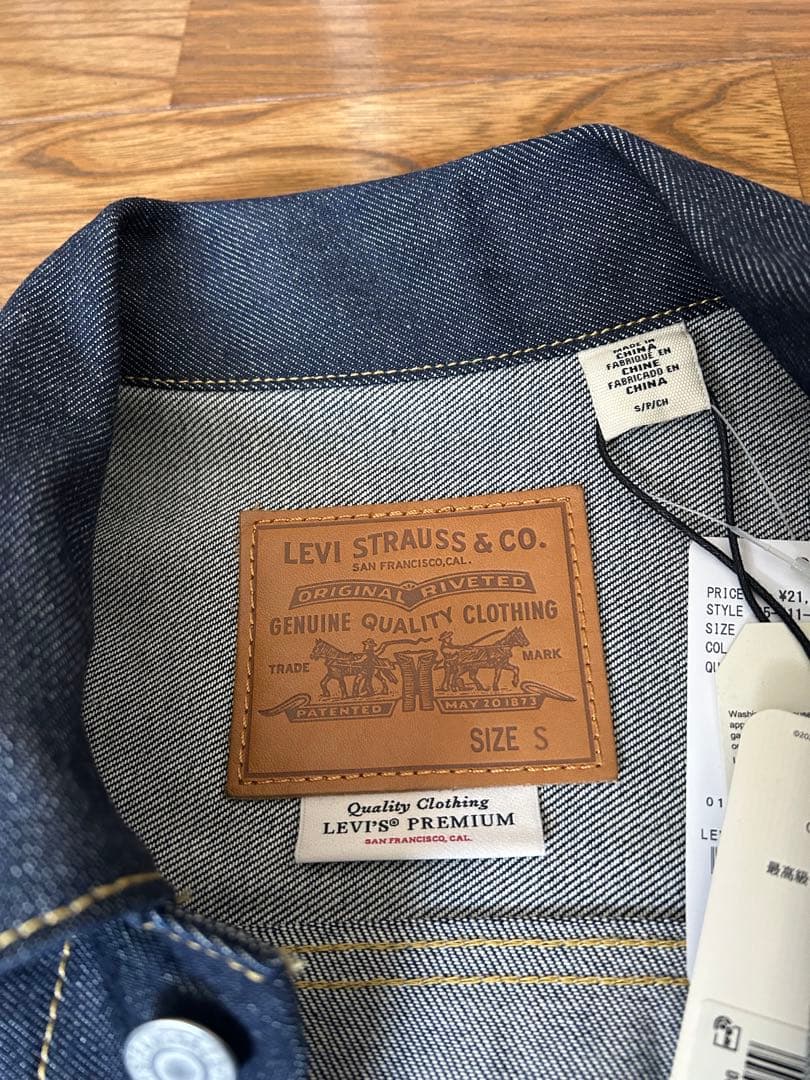 MADE IN
CHINA
FABRIQUÉ EN
CHINE
FABRICADO EN
CHINA
S/P/CH
LEVI STRAUSS & CO.
SAN FRANCISCO, CAL.
ORIGINAL RIVETED
GENUINE QUALITY CLOTHING
TRADE MARK
PATENTED MAY 20 1873
SIZE S
Quality Clothing
LEVI'S® PREMIUM
SAN FRANCISCO, CAL.
PRICE ¥21,
STYLE
SIZE
最高級